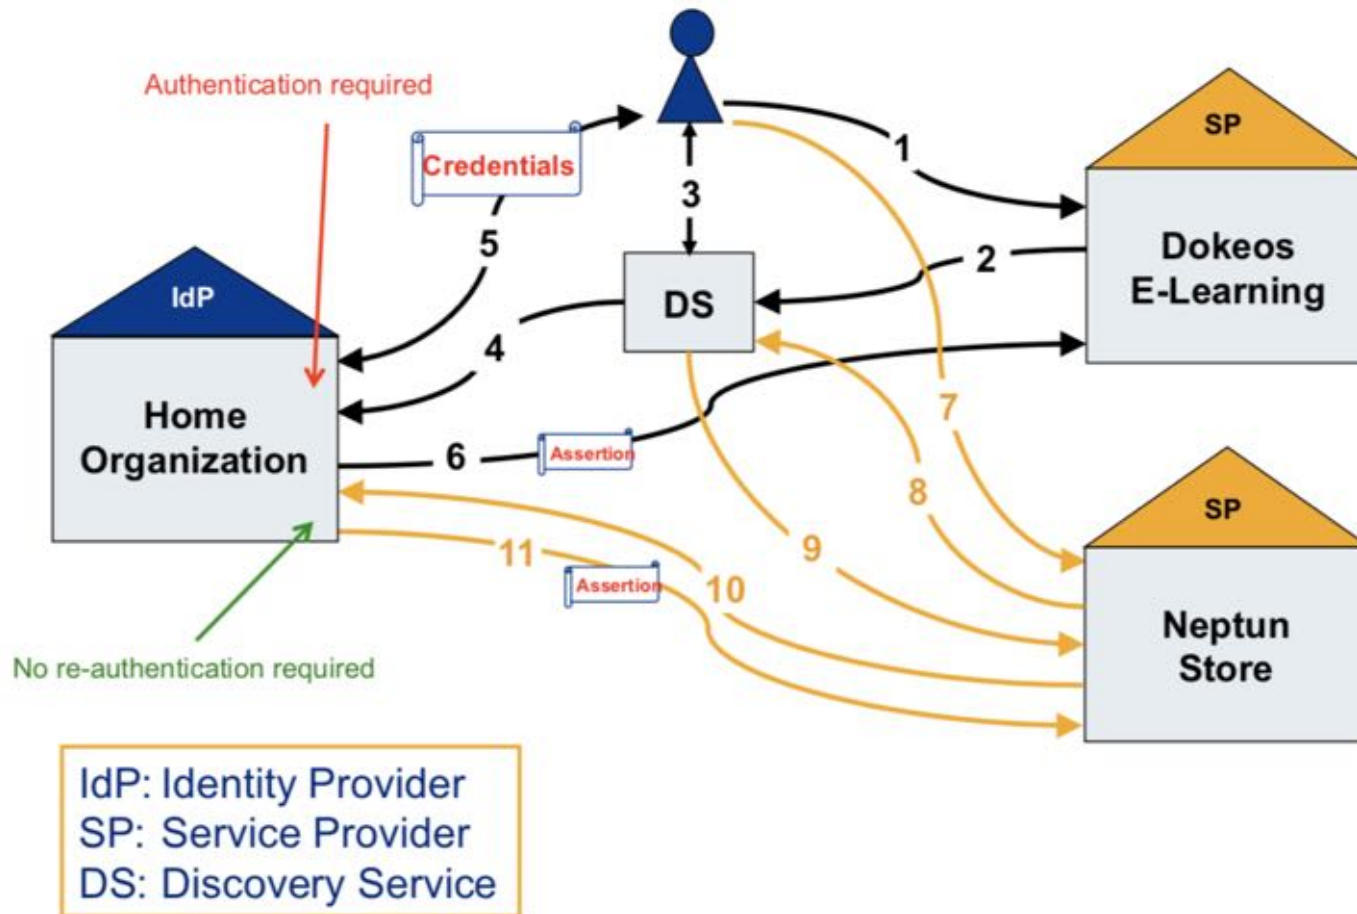 Authentication required
Credentials
1
SP
3
5
2
Dokeos
E-Learning
IdP
DS
4
7
Home
Organization
6
Assertion
8
SP
9
11
Assertion
10
Neptun
Store
No re-authentication required
IdP: Identity Provider
SP: Service Provider
DS: Discovery Service